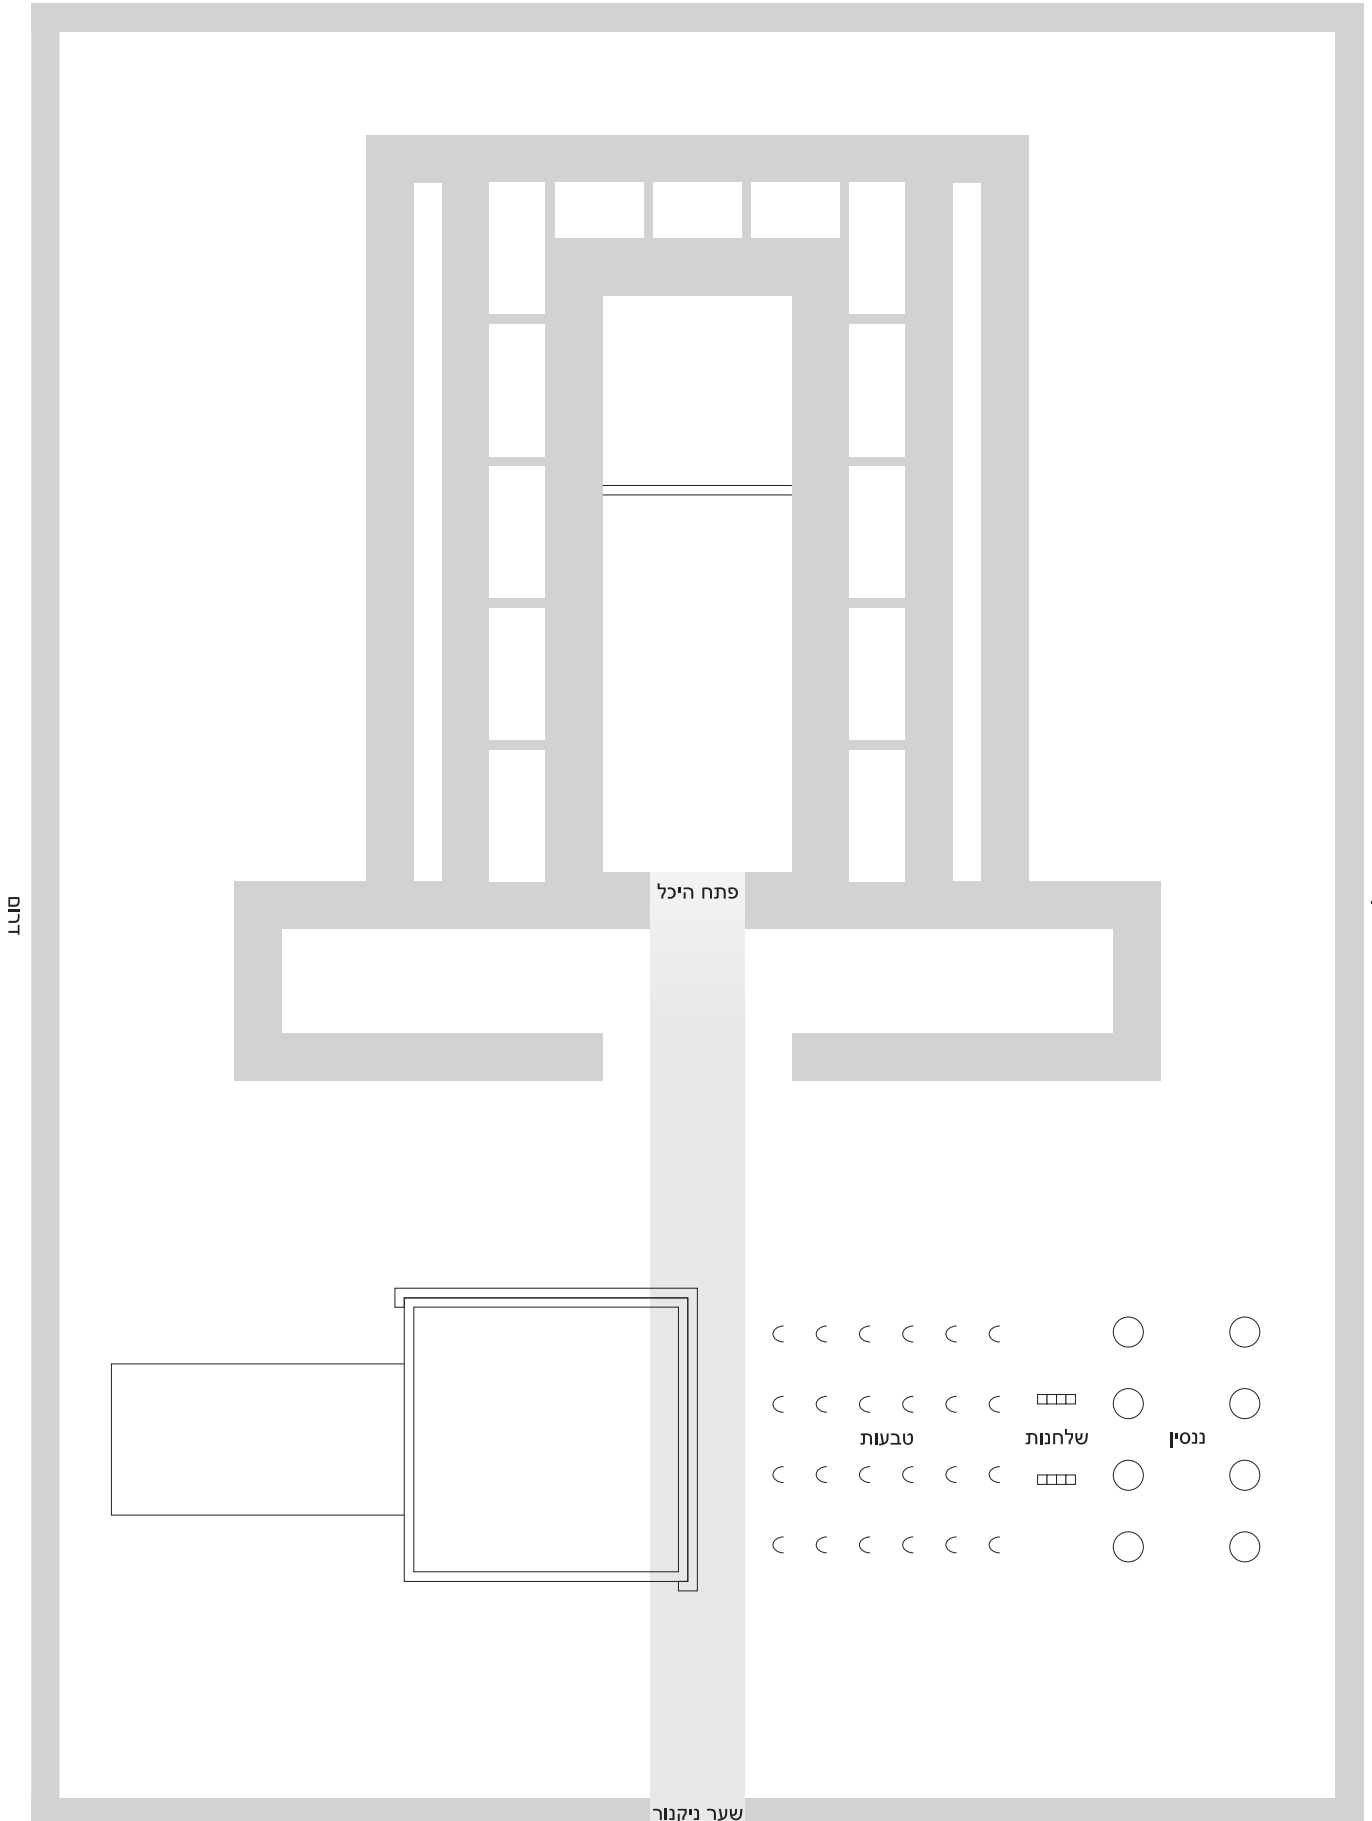 פתח היכל
דרום
טבעות
שלחנות
ננסין
שער ניקנור